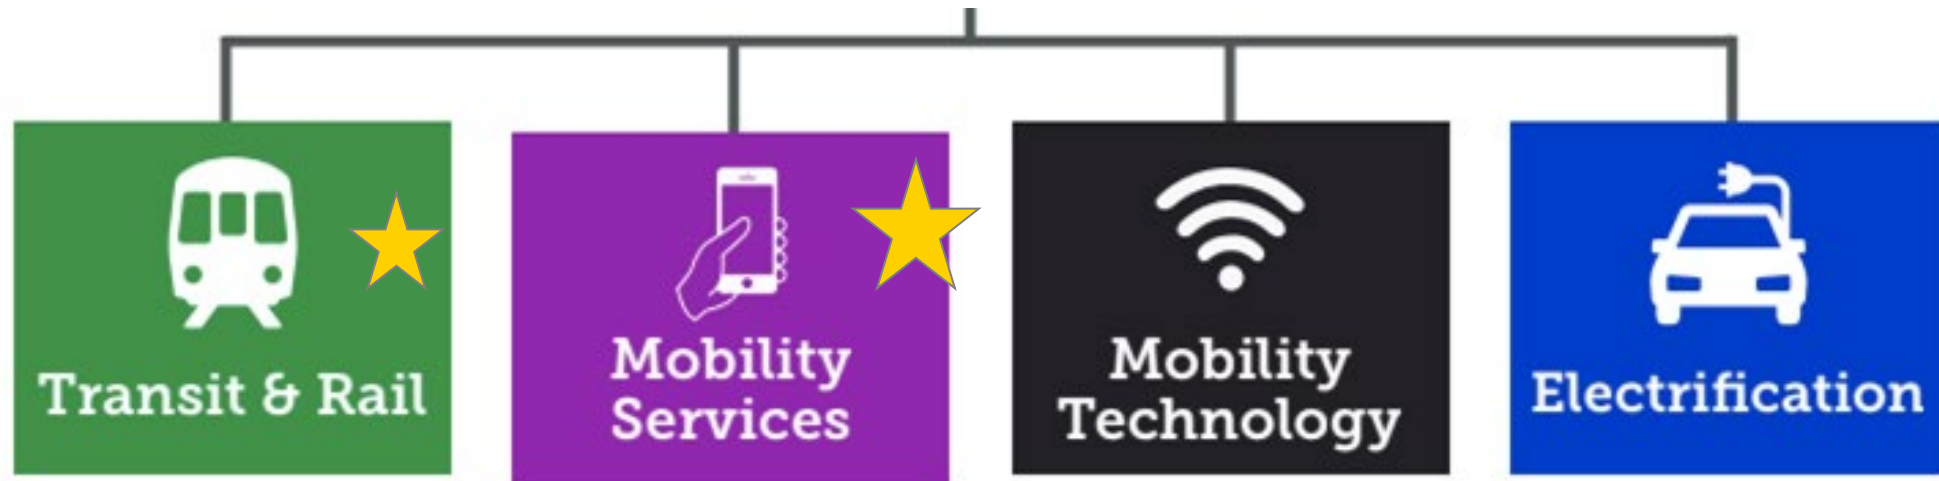 Transit & Rail
Mobility
Services
Mobility
Technology
Electrification